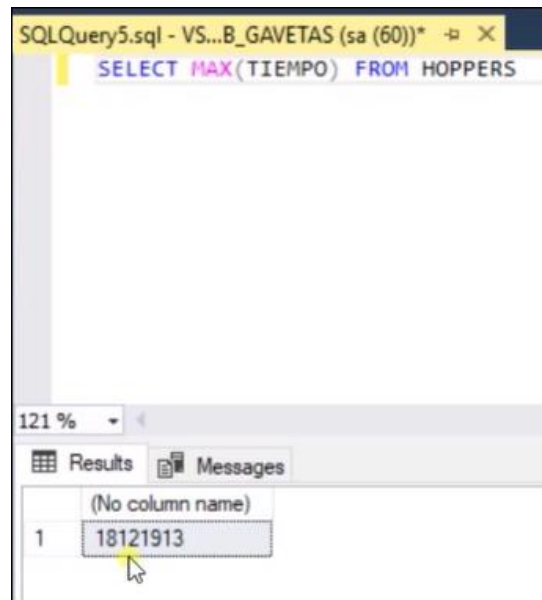 SQLQuery5.sql - VS...B_GAVETAS (sa (60))*
SELECT MAX(TIEMPO) FROM HOPPERS
121 %
Results Messages
(No column name)
1 18121913